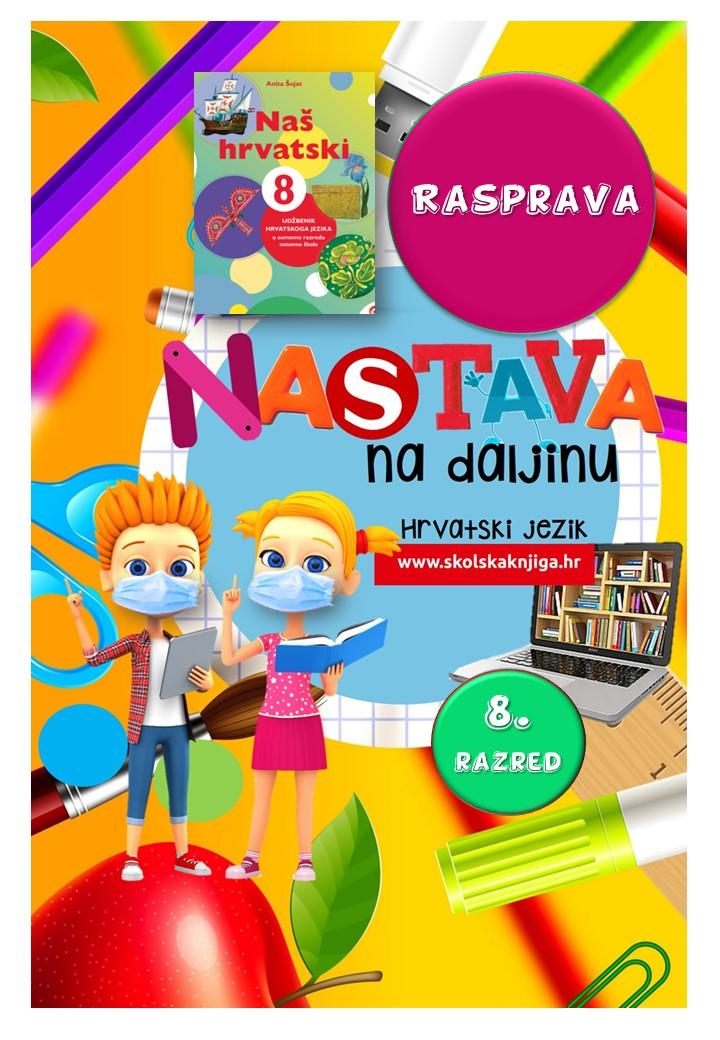 Anita Šojat
Naš
hrvatski
8
UDŽBENIK
HRVATSKOGA JEZIKA
u osmome razredu
osnovne škole
RASPRAVA
NASTAVA
na daljinu
Hrvatski jezik
www.skolskaknjiga.hr
8.
RAZRED